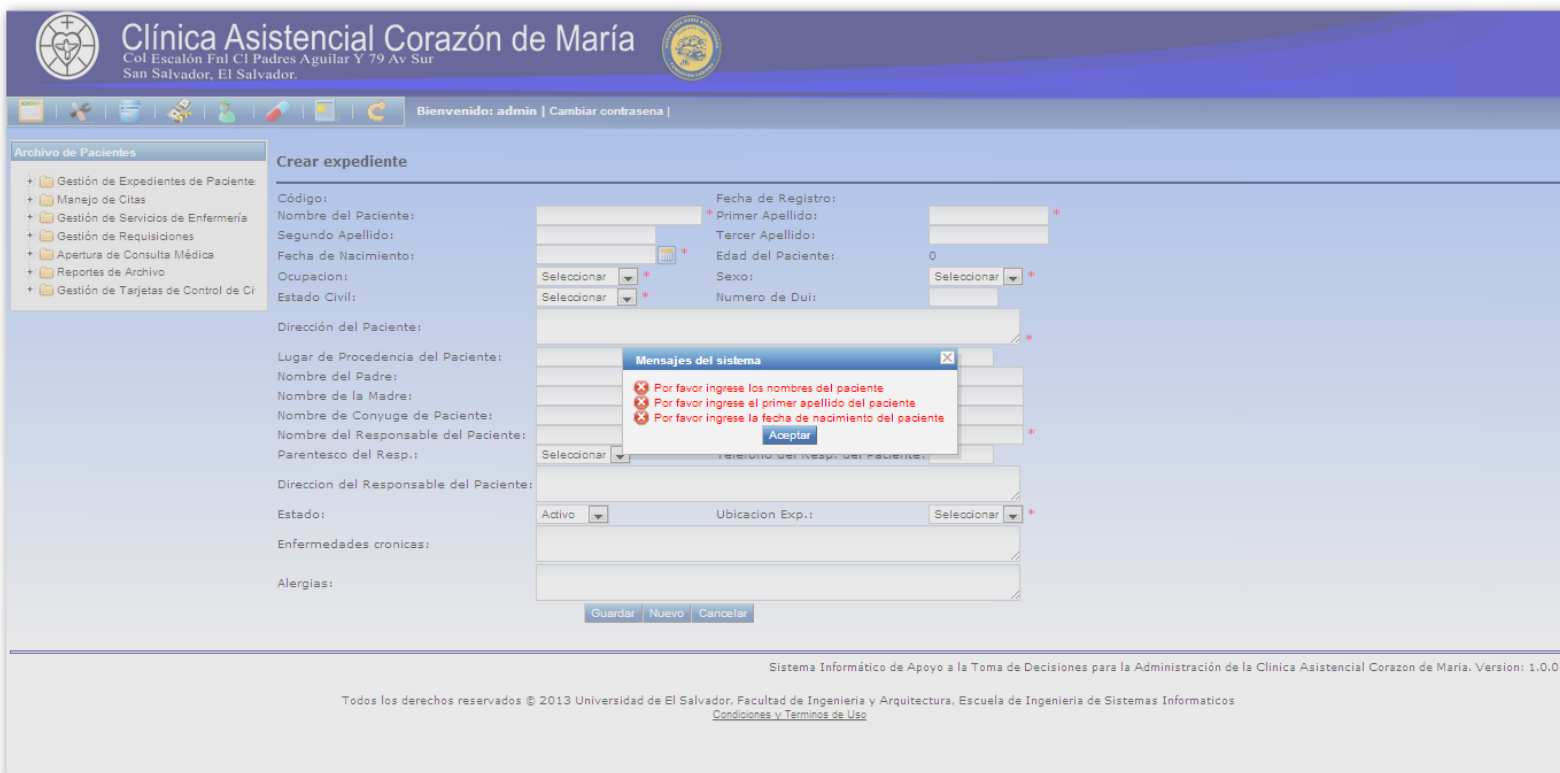 Clínica Asistencial Corazón de María
Col Escalón Fnl Cl Padres Aguilar Y 79 Av Sur
San Salvador, El Salvador.
Bienvenido: admin | Cambiar contrasena |
Archivo de Pacientes
Gestión de Expedientes de Paciente
Manejo de Citas
Gestión de Servicios de Enfermería
Gestión de Requisiciones
Apertura de Consulta Médica
Reportes de Archivo
Gestión de Tarjetas de Control de Ci
Crear expediente
Código: Fecha de Registro:
Nombre del Paciente: * Primer Apellido: *
Segundo Apellido: Tercer Apellido:
Fecha de Nacimiento: * Edad del Paciente: 0
Ocupacion: Seleccionar * Sexo: Seleccionar *
Estado Civil: Seleccionar * Numero de Dui:
Dirección del Paciente: *
Lugar de Procedencia del Paciente:
Nombre del Padre:
Nombre de la Madre:
Nombre de Conyuge de Paciente:
Nombre del Responsable del Paciente: *
Parentesco del Resp.: Seleccionar Telefono del Resp. del Paciente:
Direccion del Responsable del Paciente:
Estado: Activo Ubicacion Exp.: Seleccionar *
Enfermedades cronicas:
Alergias:
Guardar Nuevo Cancelar
Mensajes del sistema
Por favor ingrese los nombres del paciente
Por favor ingrese el primer apellido del paciente
Por favor ingrese la fecha de nacimiento del paciente
Aceptar
Sistema Informático de Apoyo a la Toma de Decisiones para la Administración de la Clinica Asistencial Corazon de Maria. Version: 1.0.0
Todos los derechos reservados © 2013 Universidad de El Salvador, Facultad de Ingenieria y Arquitectura, Escuela de Ingenieria de Sistemas Informaticos
Condiciones y Terminos de Uso